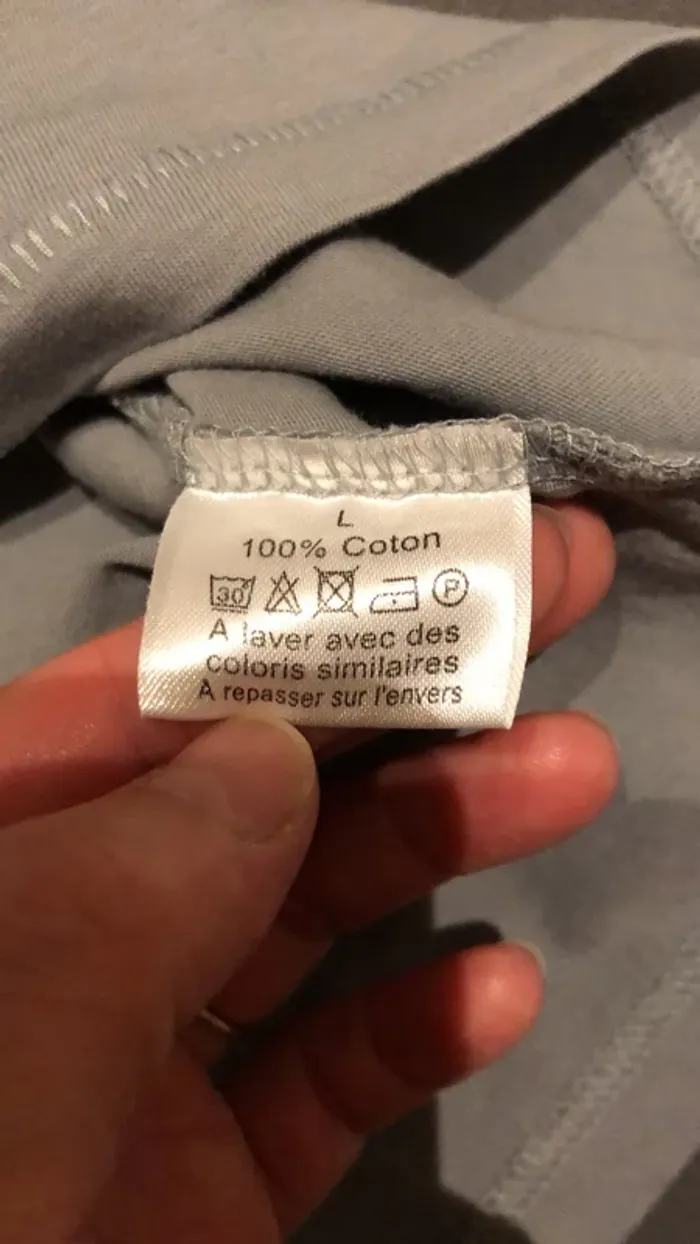 L
100% Coton
30 P
A laver avec des
coloris similaires
À repasser sur l'envers